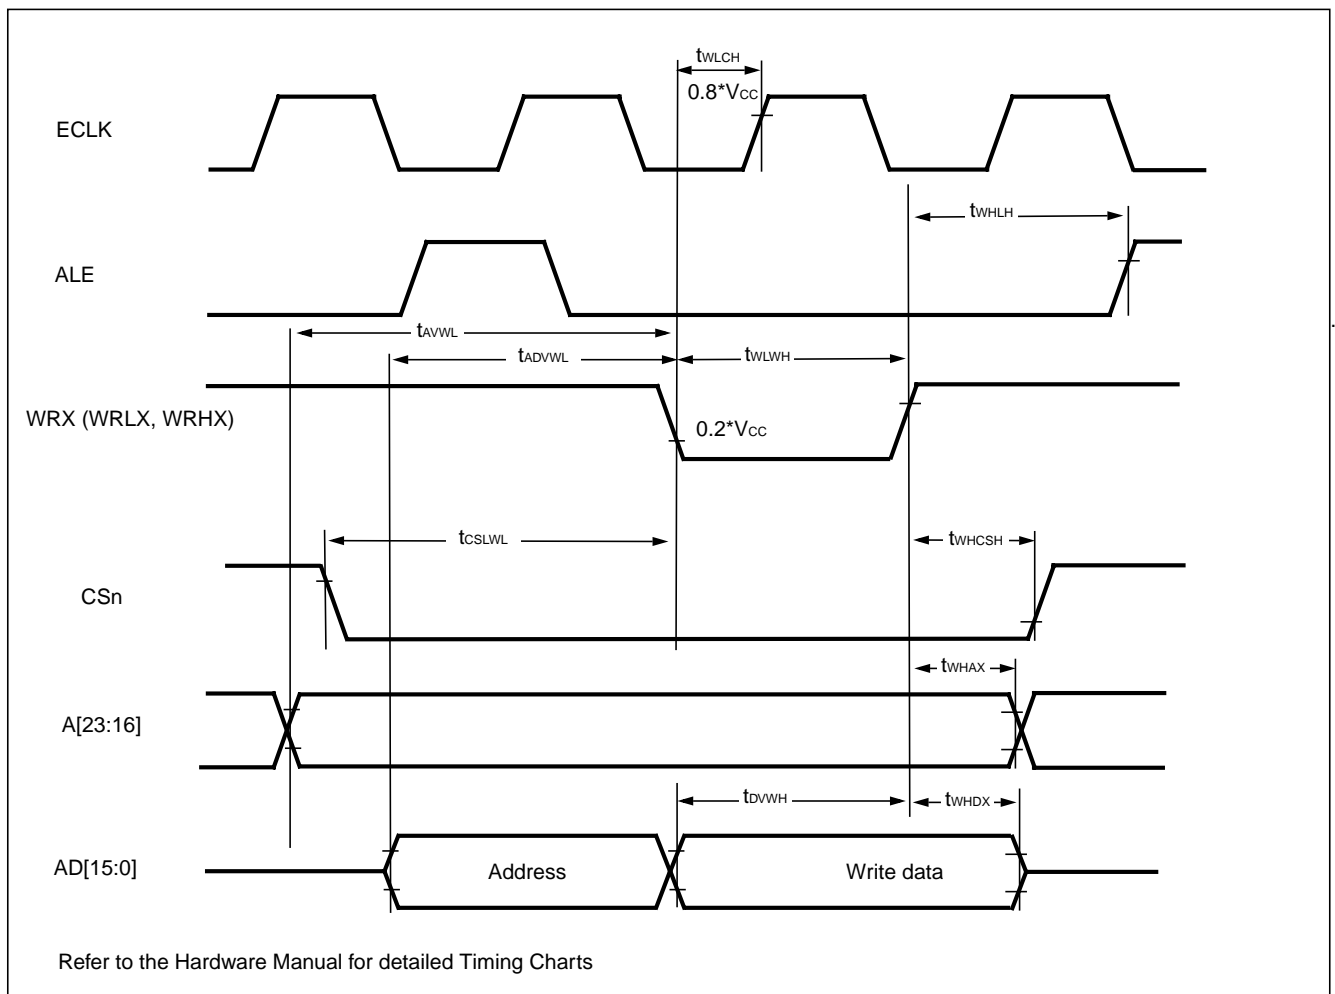 tWLCH
0.8*VCC
ECLK
tWHLH
ALE
tAVWL
tADVWL
tWLWH
WRX (WRLX, WRHX)
0.2*VCC
tCSLWL
tWHCSH
CSn
tWHAX
A[23:16]
tDVWH
tWHDX
AD[15:0]
Address
Write data
Refer to the Hardware Manual for detailed Timing Charts